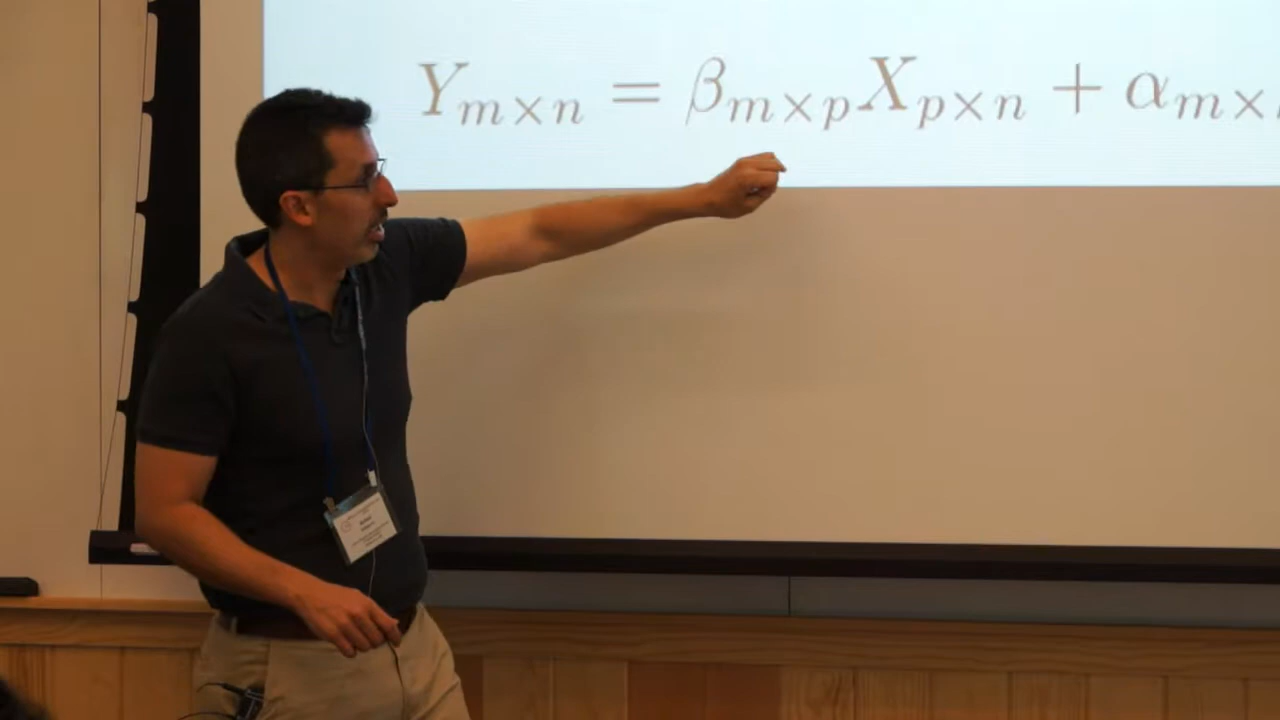 Y_{m×n} = β_{m×p}X_{p×n} + α_{m×